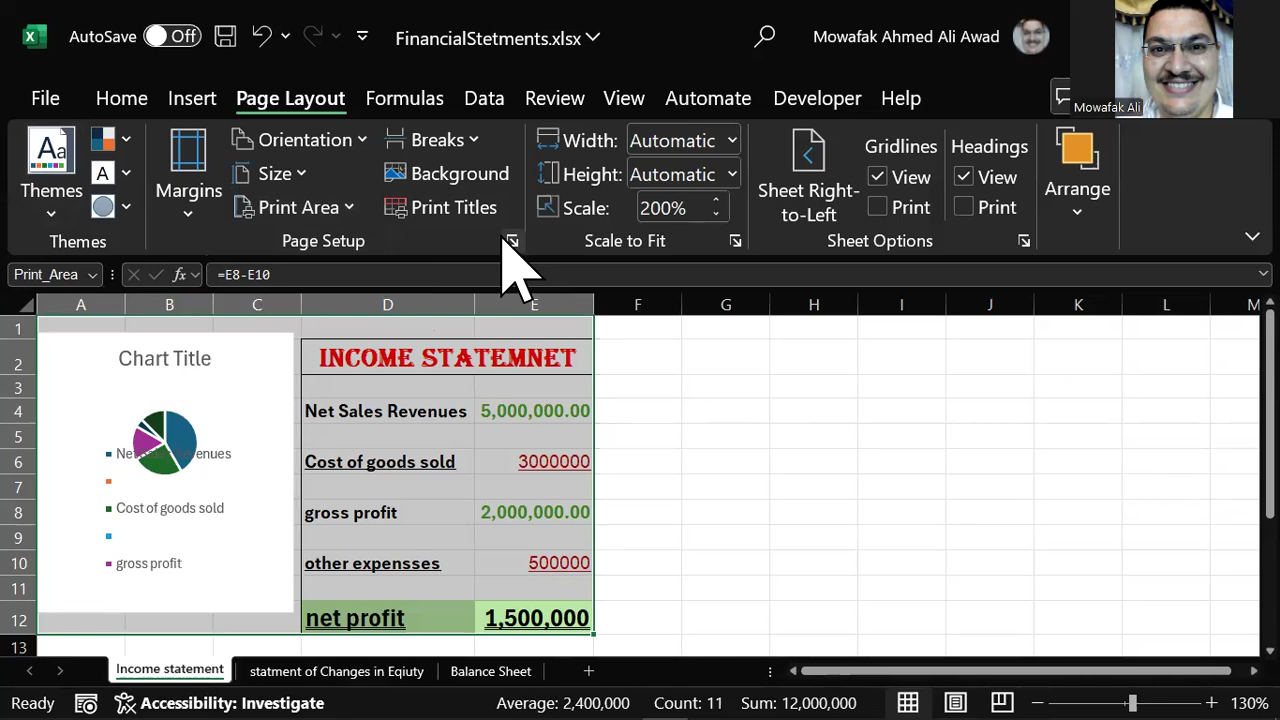 AutoSave Off FinancialStetments.xlsx Mowafak Ahmed Ali Awad
Mowafak Ali
File Home Insert Page Layout Formulas Data Review View Automate Developer Help
Aa Themes A Margins Orientation Size Print Area Breaks Background Print Titles
Width: Automatic
Height: Automatic
Scale: 200%
Sheet Right-to-Left
Gridlines Headings
View View
Print Print
Arrange
Themes Page Setup Scale to Fit Sheet Options
Print_Area fx =E8-E10
A B C D E F G H I J K L M
1
2 INCOME STATEMNET
3
4 Net Sales Revenues 5,000,000.00
5
6 Cost of goods sold 3000000
7
8 gross profit 2,000,000.00
9
10 other expensses 500000
11
12 net profit 1,500,000
13
Chart Title
Net Sales Revenues
Cost of goods sold
gross profit
Income statement statment of Changes in Eqiuty Balance Sheet
Ready Accessibility: Investigate Average: 2,400,000 Count: 11 Sum: 12,000,000 130%